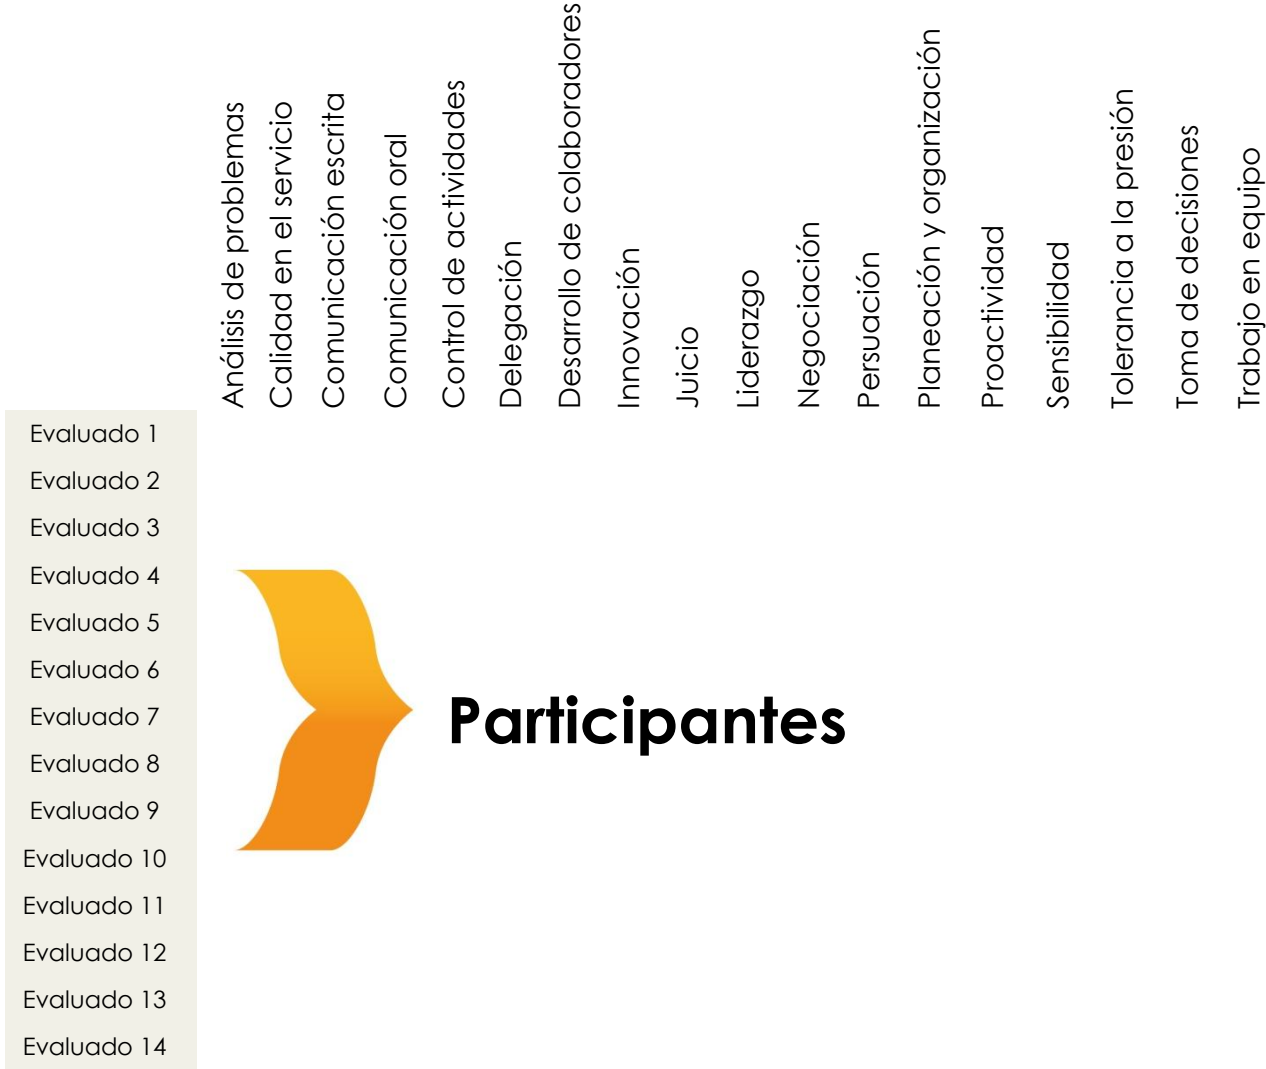 Análisis de problemas
Calidad en el servicio
Comunicación escrita
Comunicación oral
Control de actividades
Delegación
Desarrollo de colaboradores
Innovación
Juicio
Liderazgo
Negociación
Persuación
Planeación y organización
Proactividad
Sensibilidad
Tolerancia a la presión
Toma de decisiones
Trabajo en equipo
Evaluado 1
Evaluado 2
Evaluado 3
Evaluado 4
Evaluado 5
Evaluado 6
Evaluado 7
Evaluado 8
Evaluado 9
Evaluado 10
Evaluado 11
Evaluado 12
Evaluado 13
Evaluado 14
Participantes